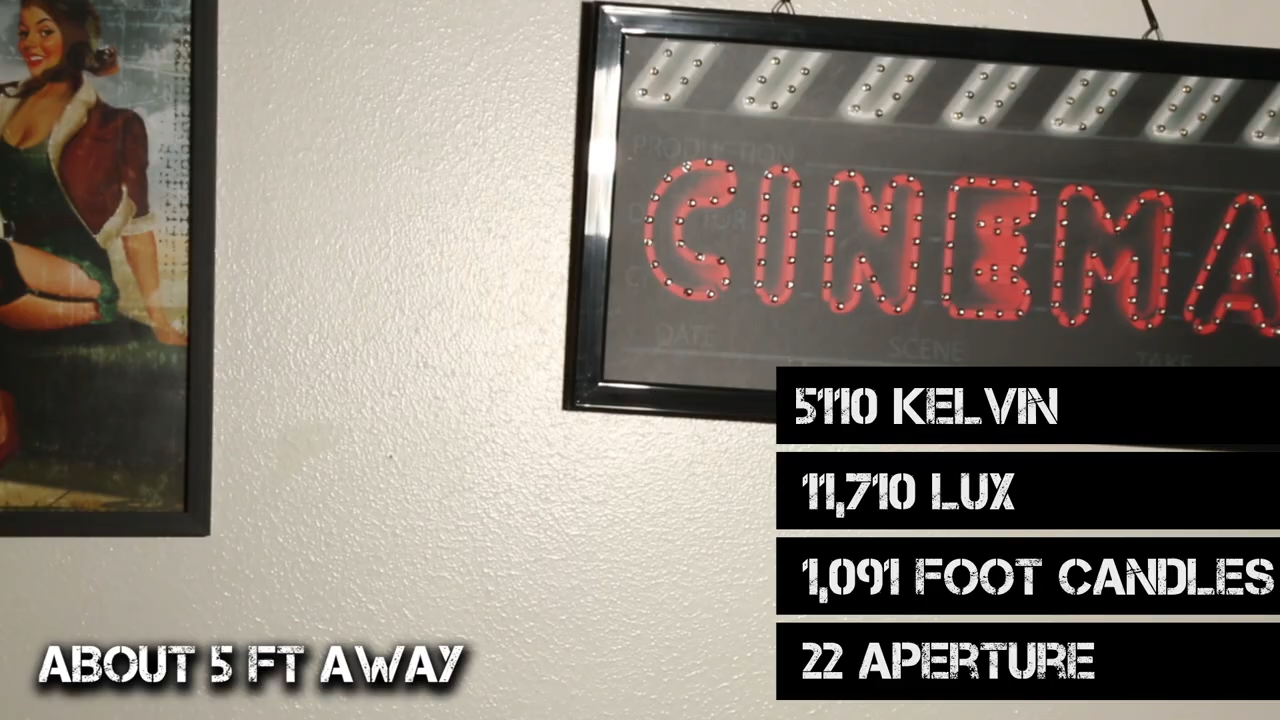 PRODUCTION
CINEMA
DATE
SCENE
TAKE
5110 KELVIN
11,710 LUX
1,091 FOOT CANDLES
22 APERTURE
ABOUT 5 FT AWAY